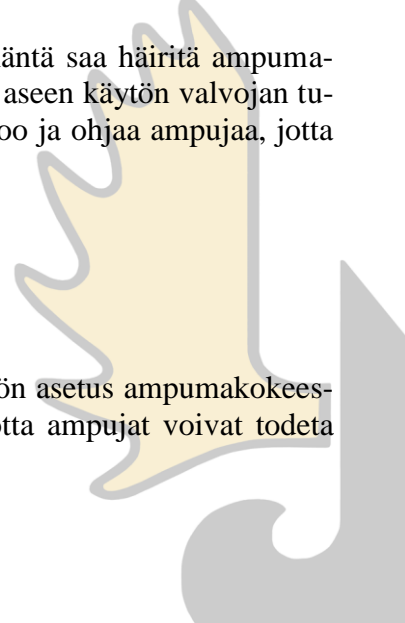 äntä saa häiritä ampuma-
aseen käytön valvojan tu-
oo ja ohjaa ampujaa, jotta
ön asetus ampumakokees-
otta ampujat voivat todeta